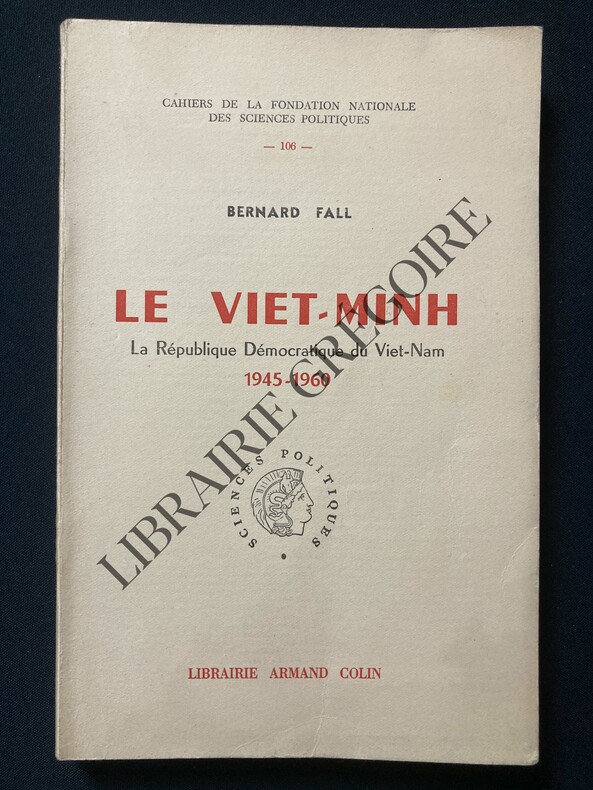 CAHIERS DE LA FONDATION NATIONALE
DES SCIENCES POLITIQUES
— 106 —
BERNARD FALL
LE VIET-MINH
La République Démocratique du Viet-Nam
1945-1960
SCIENCES POLITIQUES
LIBRAIRIE ARMAND COLIN
LIBRAIRIE GRÉGOIRE